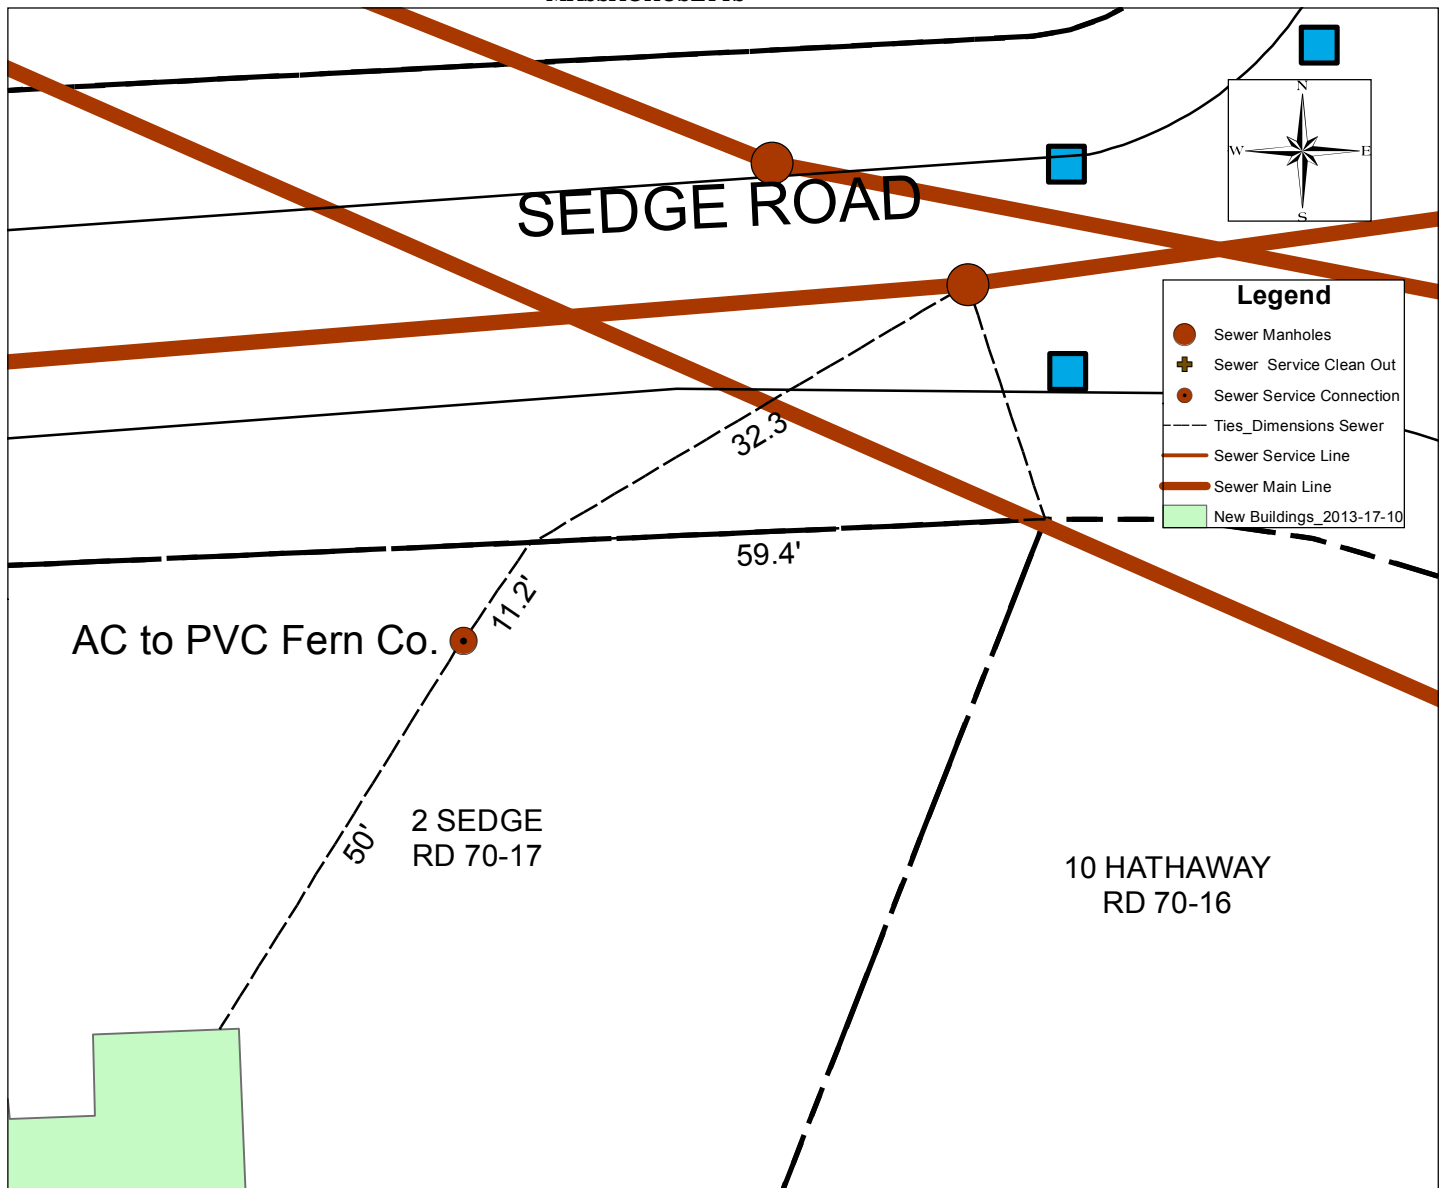 MASSACHUSETTS
N
W E
S
SEDGE ROAD
Legend
Sewer Manholes
Sewer Service Clean Out
Sewer Service Connection
Ties_Dimensions Sewer
Sewer Service Line
Sewer Main Line
New Buildings_2013-17-10
32.3
59.4'
11.2'
AC to PVC Fern Co.
50'
2 SEDGE
RD 70-17
10 HATHAWAY
RD 70-16